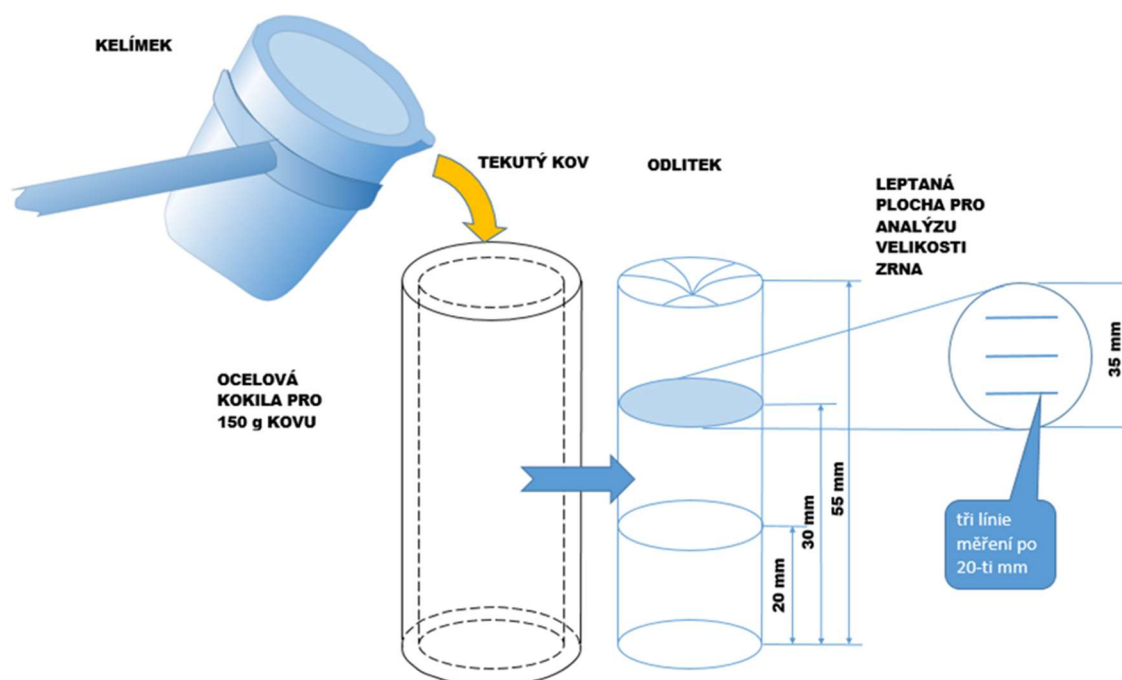 KELÍMEK
TEKUTÝ KOV
ODLITEK
LEPTANÁ
PLOCHA PRO
ANALÝZU
VELIKOSTI
ZRNA
OCELOVÁ
KOKILA PRO
150 g KOVU
20 mm
30 mm
55 mm
35 mm
tři línie
měření po
20-ti mm